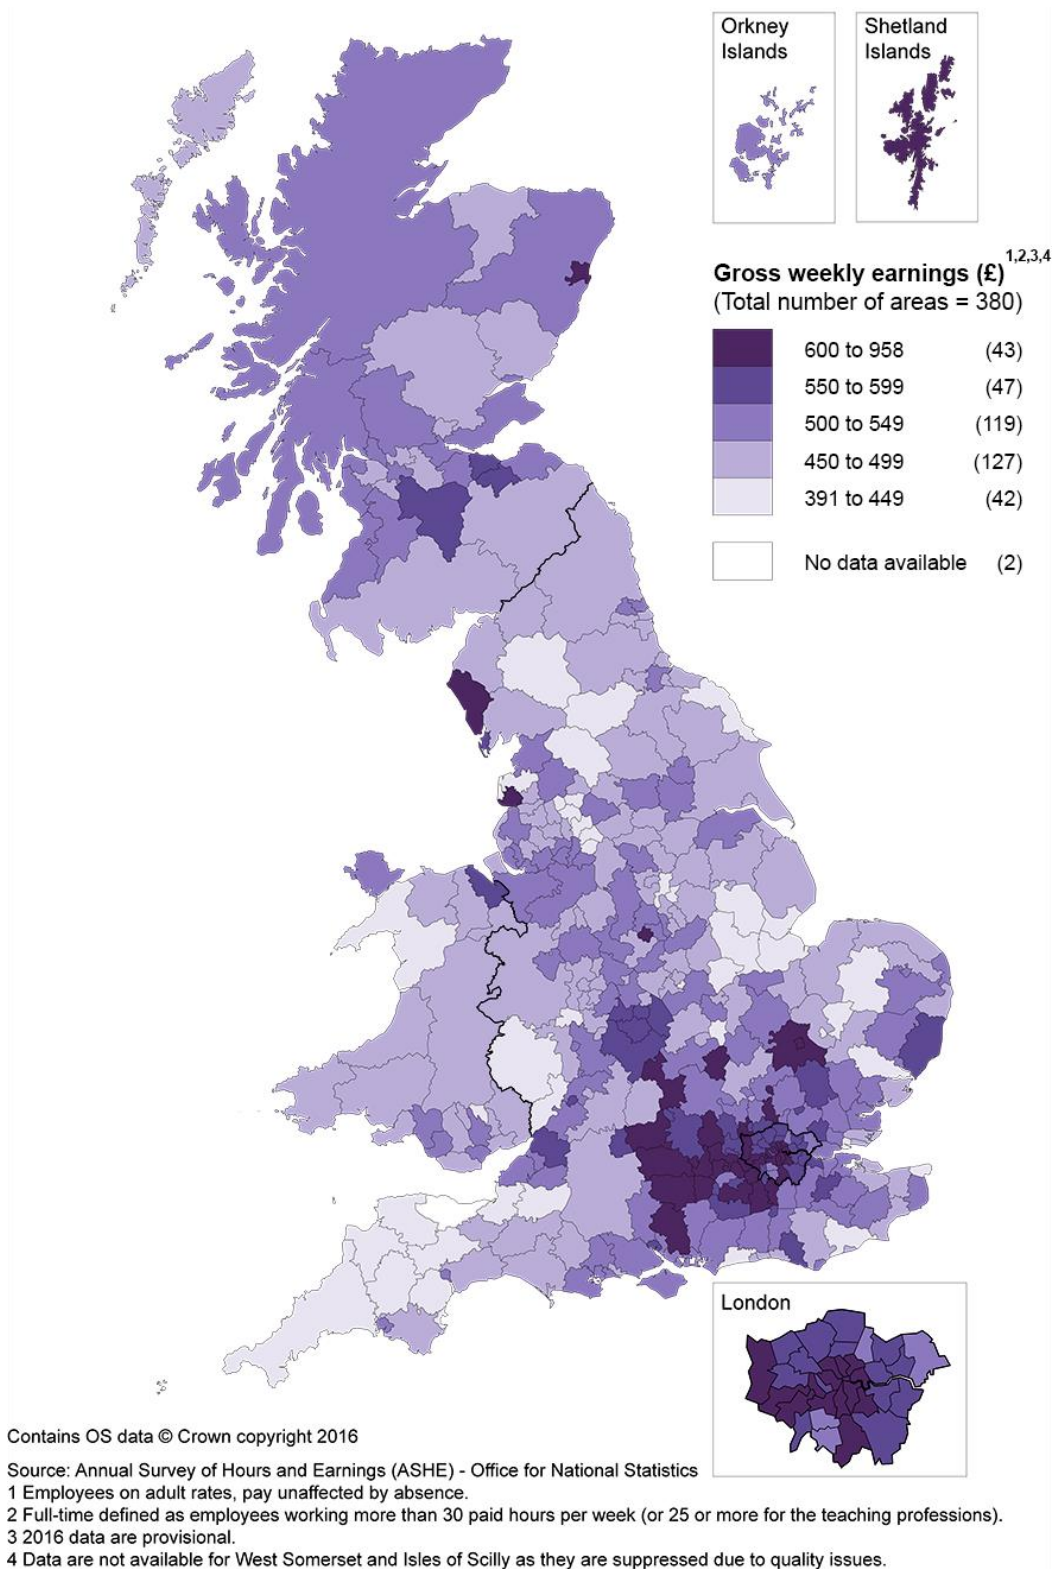 Orkney
Islands
Shetland
Islands
Gross weekly earnings (£)1,2,3,4
(Total number of areas = 380)
600 to 958 (43)
550 to 599 (47)
500 to 549 (119)
450 to 499 (127)
391 to 449 (42)
No data available (2)
London
Contains OS data © Crown copyright 2016
Source: Annual Survey of Hours and Earnings (ASHE) - Office for National Statistics
1 Employees on adult rates, pay unaffected by absence.
2 Full-time defined as employees working more than 30 paid hours per week (or 25 or more for the teaching professions).
3 2016 data are provisional.
4 Data are not available for West Somerset and Isles of Scilly as they are suppressed due to quality issues.